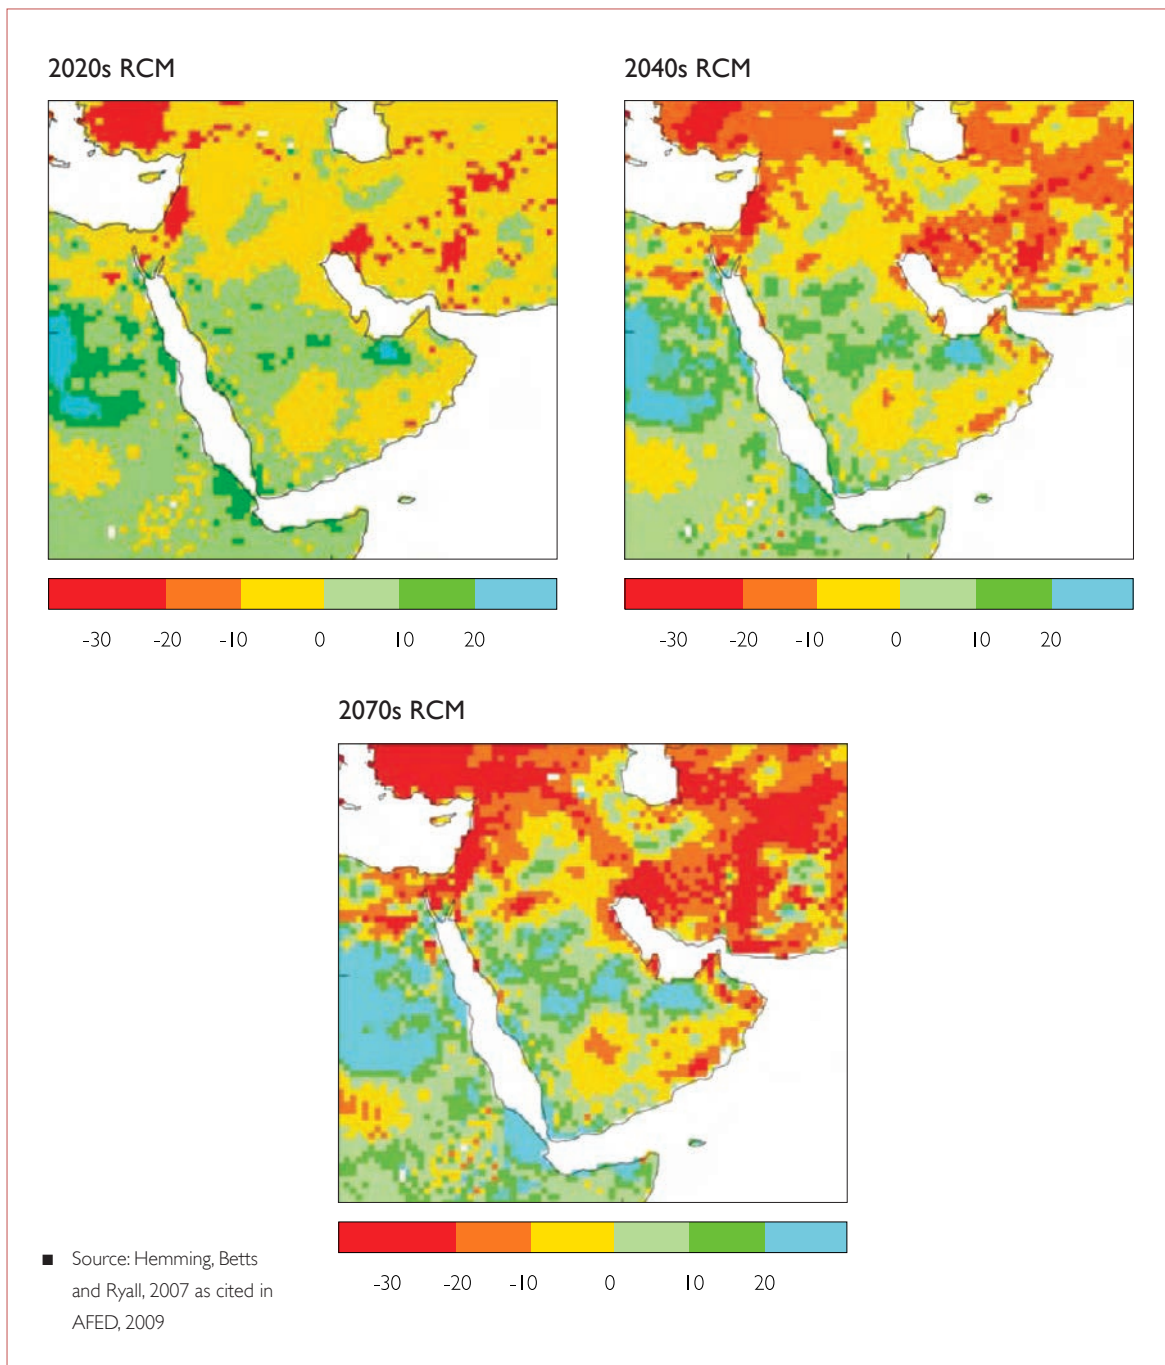 2020s RCM
2040s RCM
-30 -20 -10 0 10 20
-30 -20 -10 0 10 20
2070s RCM
-30 -20 -10 0 10 20
■ Source: Hemming, Betts
and Ryall, 2007 as cited in
AFED, 2009